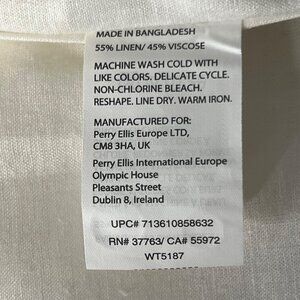 MADE IN BANGLADESH
55% LINEN/ 45% VISCOSE
MACHINE WASH COLD WITH
LIKE COLORS. DELICATE CYCLE.
NON-CHLORINE BLEACH.
RESHAPE. LINE DRY. WARM IRON.
MANUFACTURED FOR:
Perry Ellis Europe LTD,
CM8 3HA, UK
Perry Ellis International Europe
Olympic House
Pleasants Street
Dublin 8, Ireland
UPC# 713610858632
RN# 37763/ CA# 55972
WT5187